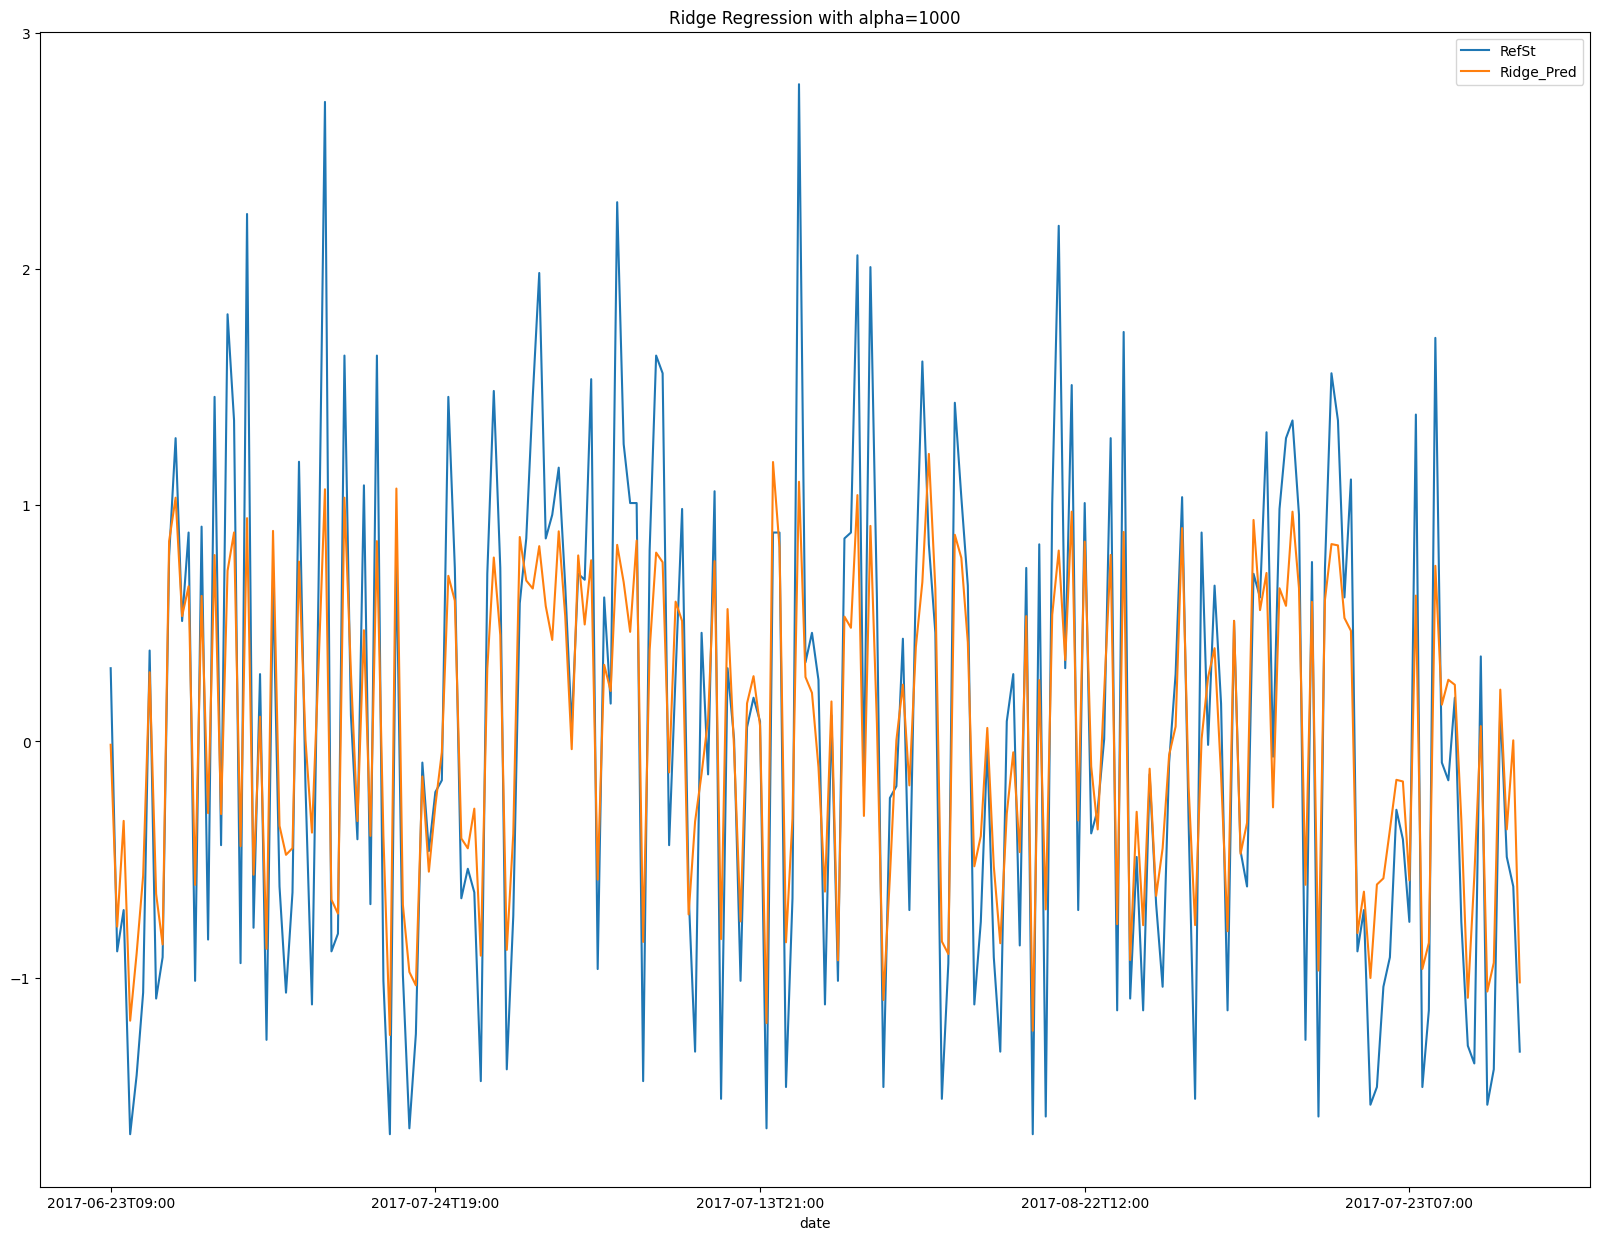 Ridge Regression with alpha=1000
RefSt
Ridge_Pred
3
2
1
0
−1
2017-06-23T09:00
2017-07-24T19:00
2017-07-13T21:00
2017-08-22T12:00
2017-07-23T07:00
date